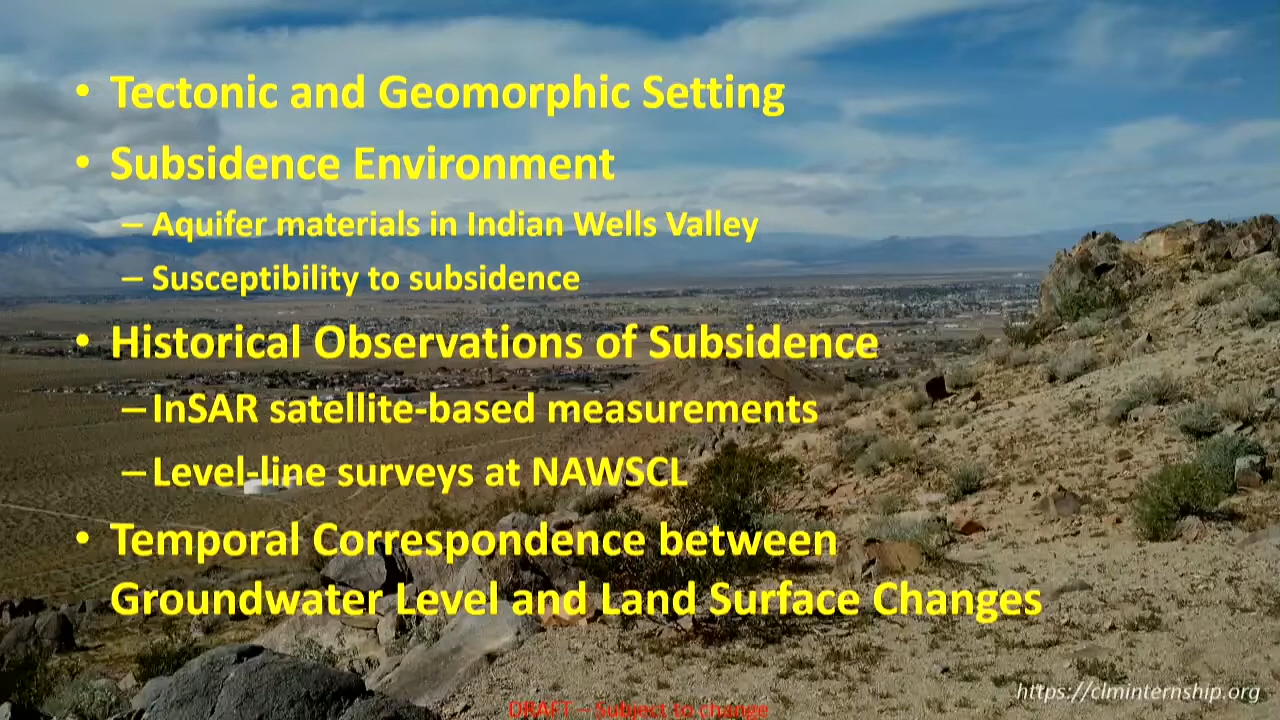 • Tectonic and Geomorphic Setting
• Subsidence Environment
– Aquifer materials in Indian Wells Valley
– Susceptibility to subsidence
• Historical Observations of Subsidence
– InSAR satellite-based measurements
– Level-line surveys at NAWSCL
• Temporal Correspondence between
Groundwater Level and Land Surface Changes
https://clminternship.org
DRAFT – Subject to change